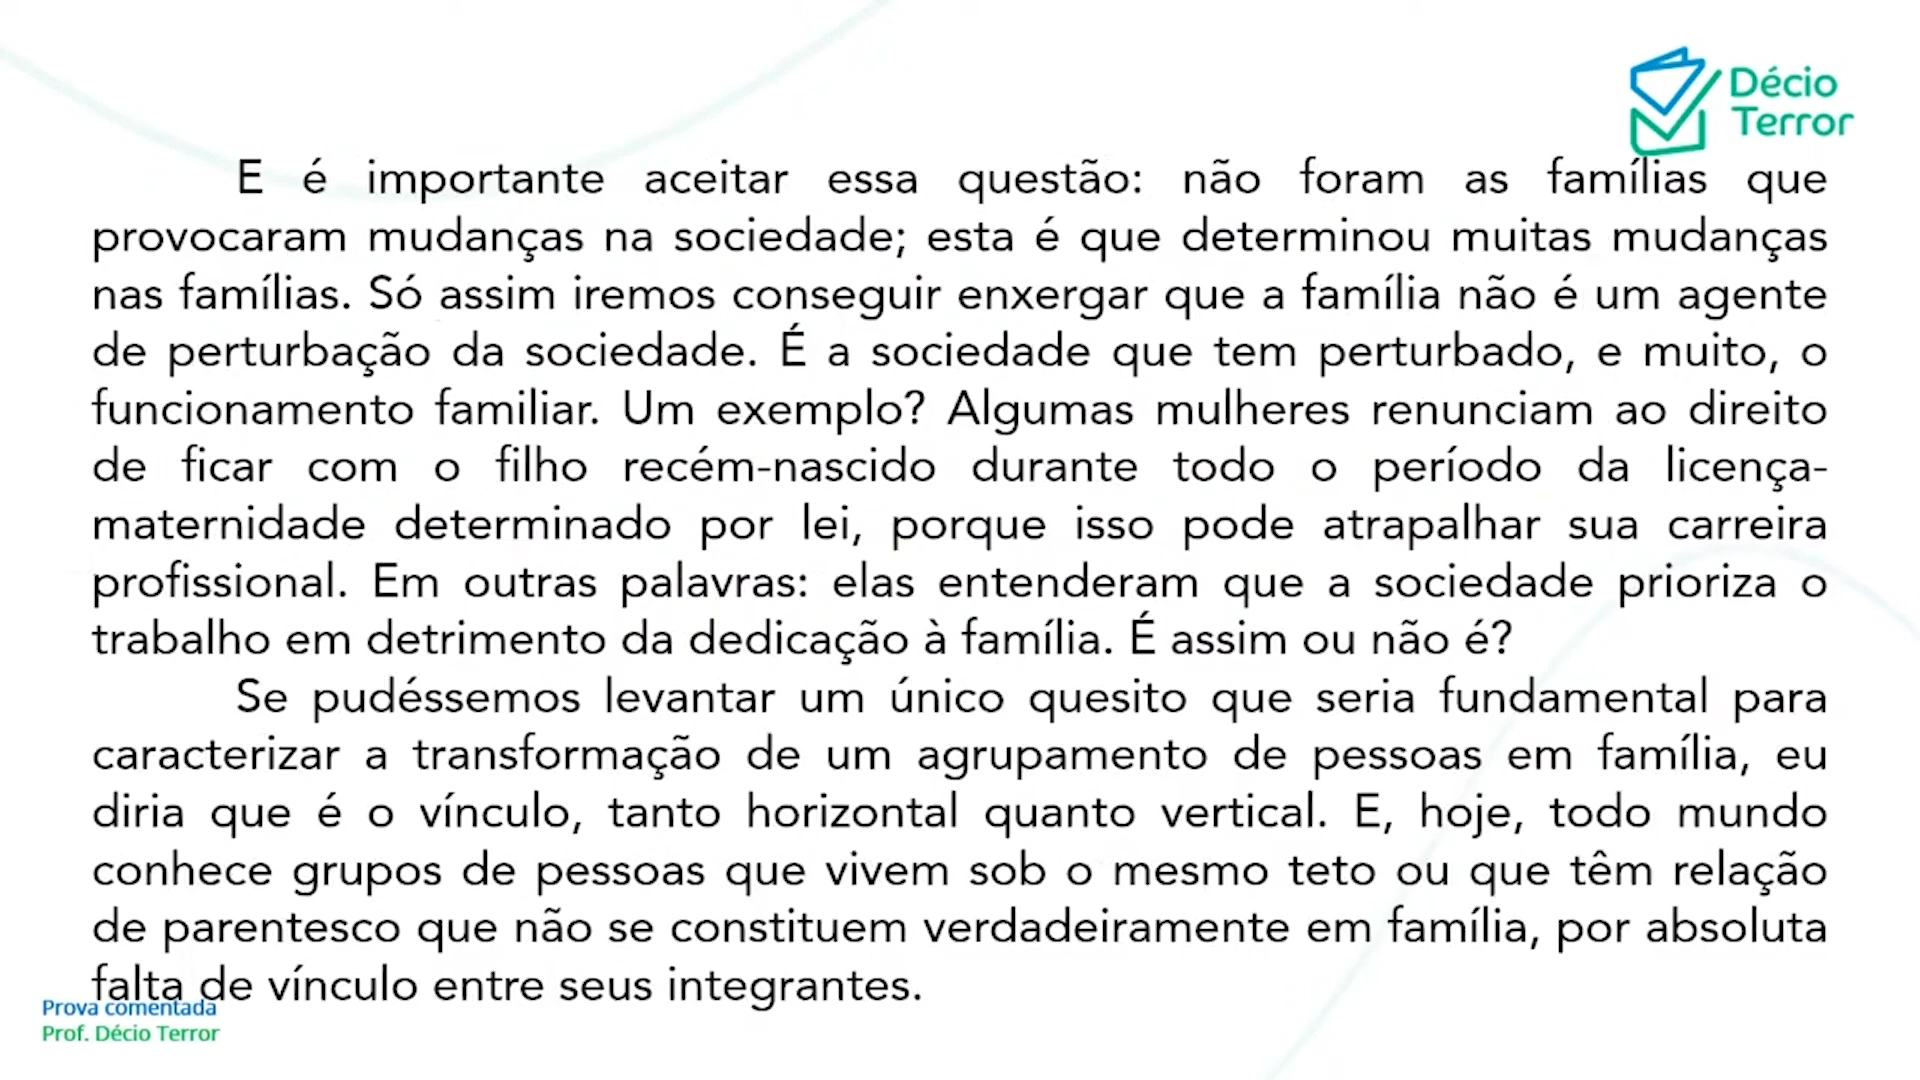 Décio
Terror
E é importante aceitar essa questão: não foram as famílias que
provocaram mudanças na sociedade; esta é que determinou muitas mudanças
nas famílias. Só assim iremos conseguir enxergar que a família não é um agente
de perturbação da sociedade. É a sociedade que tem perturbado, e muito, o
funcionamento familiar. Um exemplo? Algumas mulheres renunciam ao direito
de ficar com o filho recém-nascido durante todo o período da licença-
maternidade determinado por lei, porque isso pode atrapalhar sua carreira
profissional. Em outras palavras: elas entenderam que a sociedade prioriza o
trabalho em detrimento da dedicação à família. É assim ou não é?
Se pudéssemos levantar um único quesito que seria fundamental para
caracterizar a transformação de um agrupamento de pessoas em família, eu
diria que é o vínculo, tanto horizontal quanto vertical. E, hoje, todo mundo
conhece grupos de pessoas que vivem sob o mesmo teto ou que têm relação
de parentesco que não se constituem verdadeiramente em família, por absoluta
falta de vínculo entre seus integrantes.
Prova comentada
Prof. Décio Terror